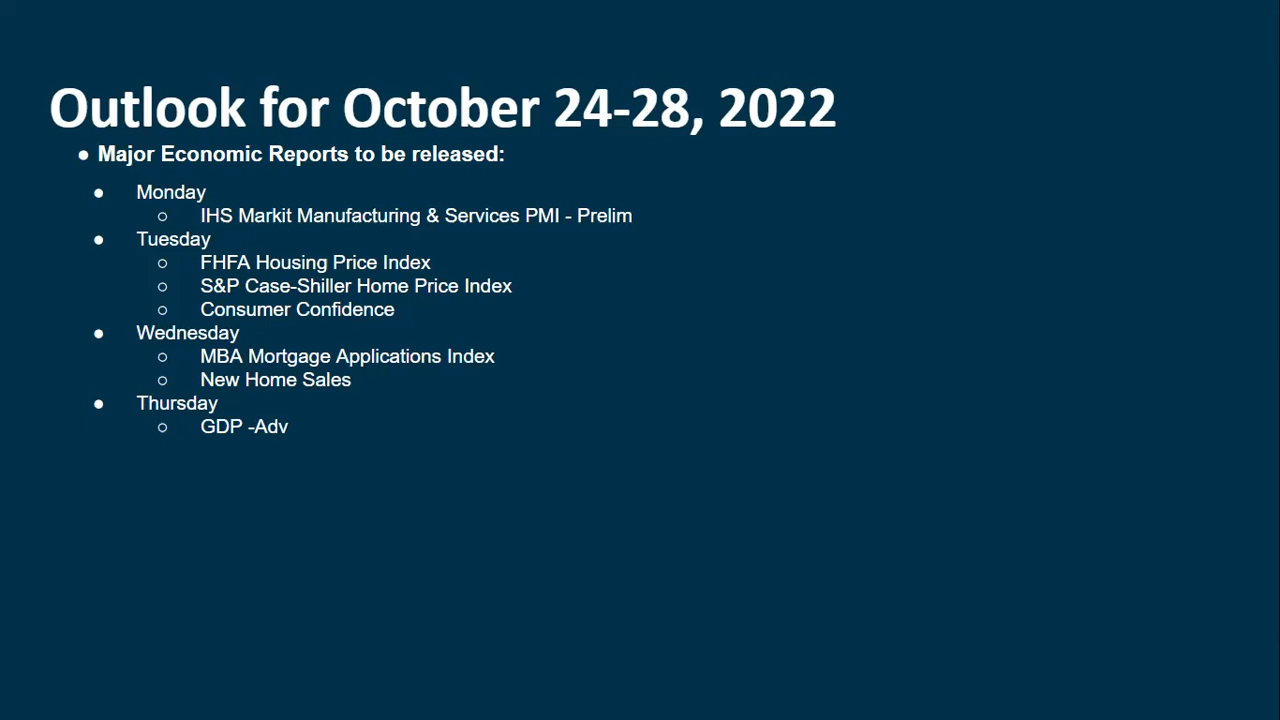 Outlook for October 24-28, 2022
● Major Economic Reports to be released:
● Monday
○ IHS Markit Manufacturing & Services PMI - Prelim
● Tuesday
○ FHFA Housing Price Index
○ S&P Case-Shiller Home Price Index
○ Consumer Confidence
● Wednesday
○ MBA Mortgage Applications Index
○ New Home Sales
● Thursday
○ GDP -Adv